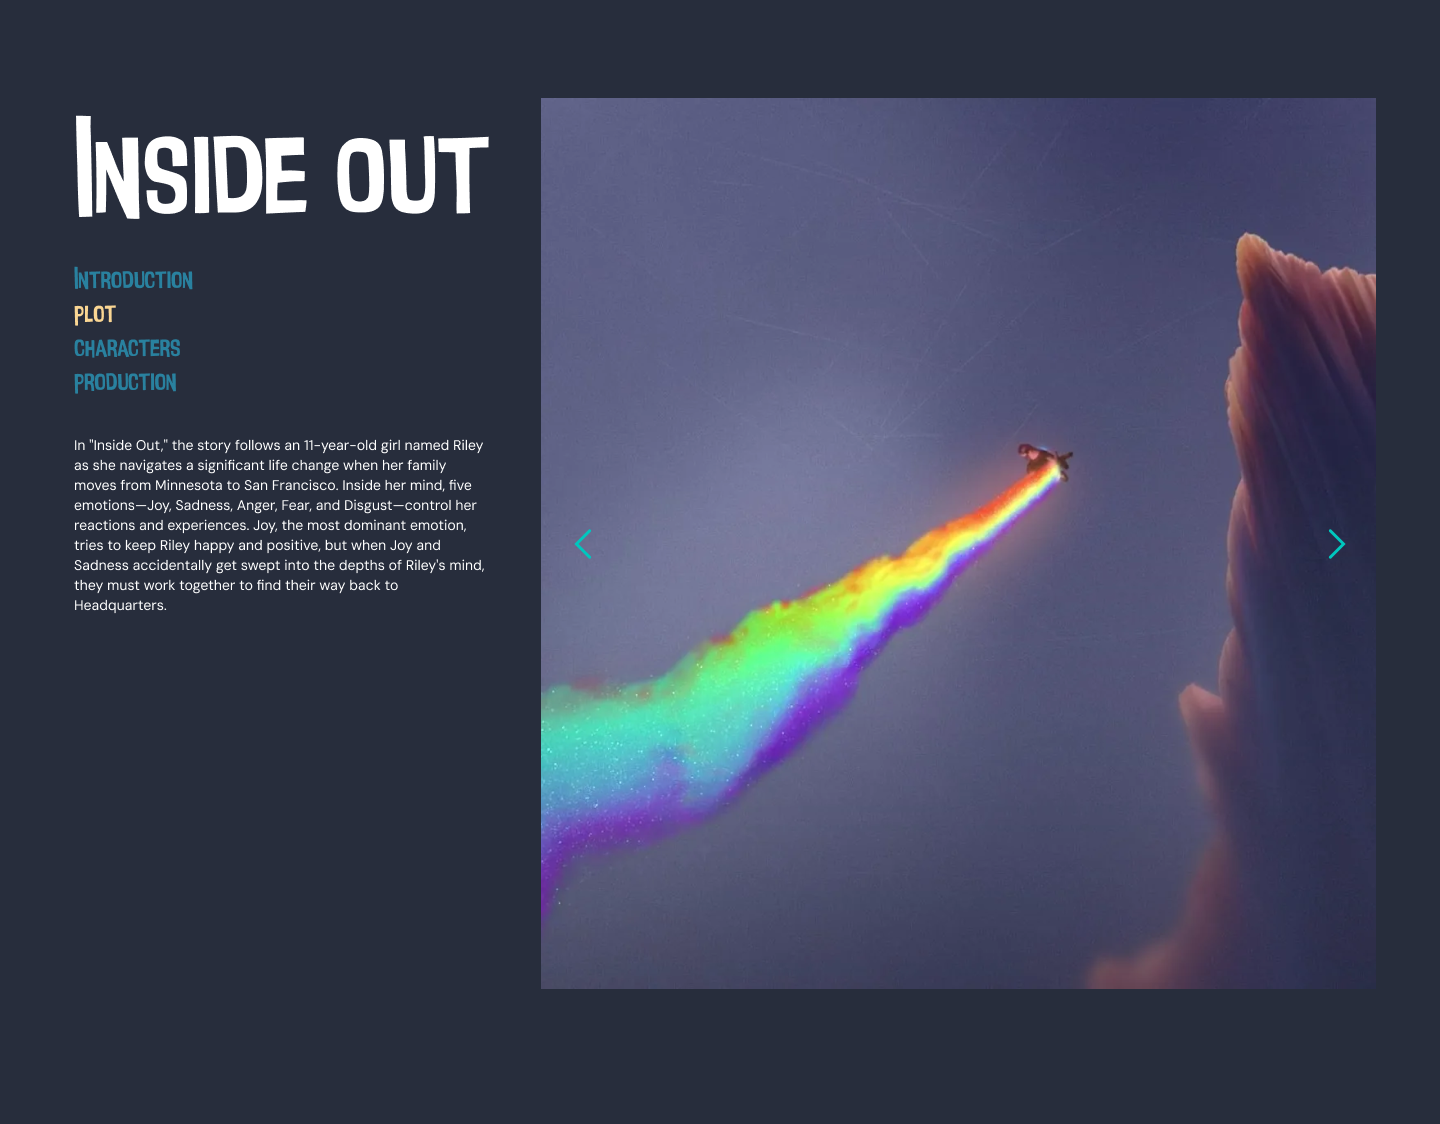 Inside out
Introduction
plot
characters
production
In "Inside Out," the story follows an 11-year-old girl named Riley
as she navigates a significant life change when her family
moves from Minnesota to San Francisco. Inside her mind, five
emotions—Joy, Sadness, Anger, Fear, and Disgust—control her
reactions and experiences. Joy, the most dominant emotion,
tries to keep Riley happy and positive, but when Joy and
Sadness accidentally get swept into the depths of Riley's mind,
they must work together to find their way back to
Headquarters.